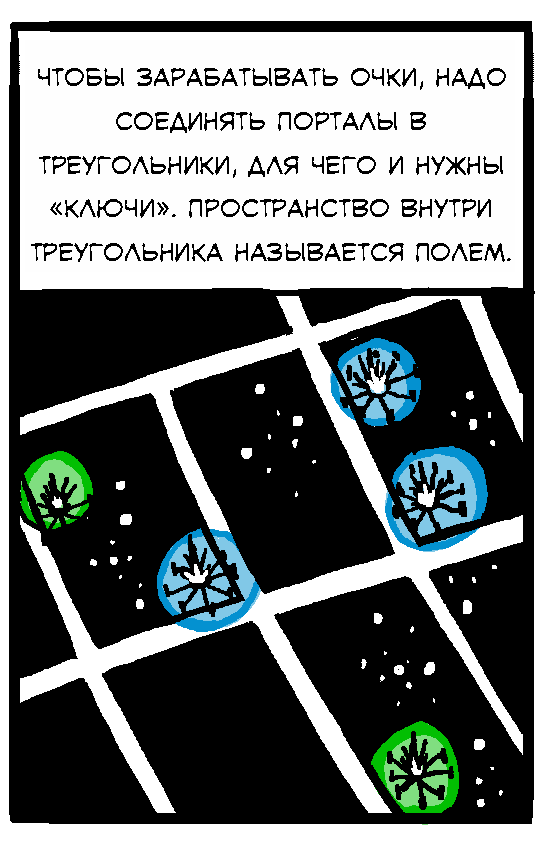 ЧТОБЫ ЗАРАБАТЫВАТЬ ОЧКИ, НАДО
СОЕДИНЯТЬ ПОРТАЛЫ В
ТРЕУГОЛЬНИКИ, ДЛЯ ЧЕГО И НУЖНЫ
«КЛЮЧИ». ПРОСТРАНСТВО ВНУТРИ
ТРЕУГОЛЬНИКА НАЗЫВАЕТСЯ ПОЛЕМ.